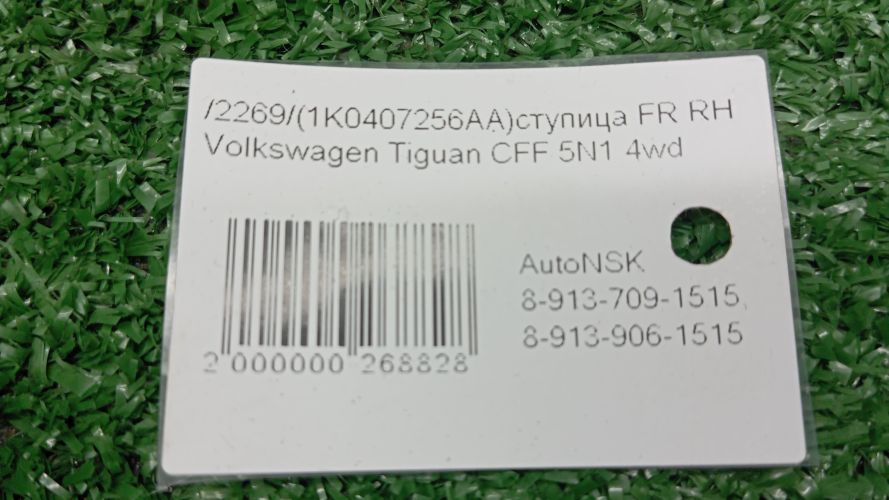 /2269/(1K0407256AA)ступица FR RH
Volkswagen Tiguan CFF 5N1 4wd
AutoNSK
8-913-709-1515,
8-913-906-1515
2 000000 268828